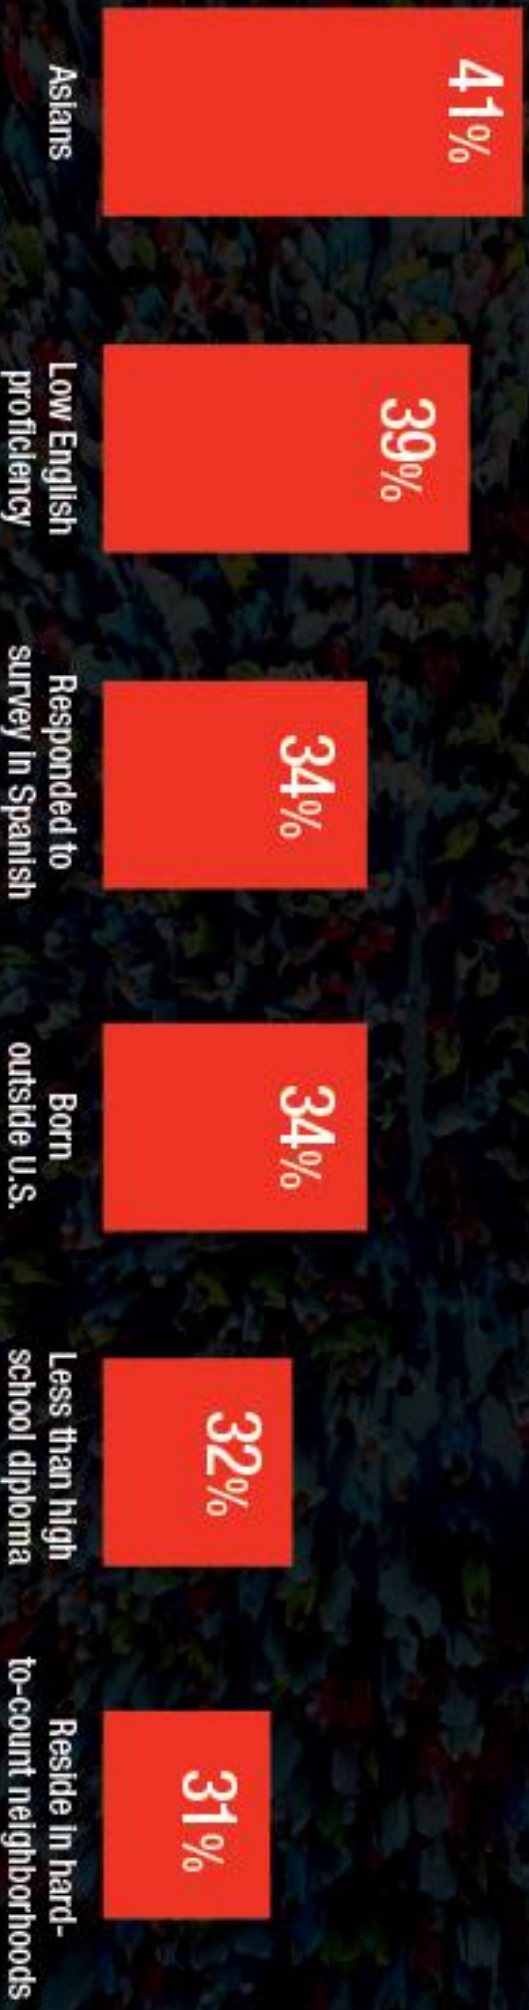 41%
Asians
39%
Low English
proficiency
34%
Responded to
survey in Spanish
34%
Born
outside U.S.
32%
Less than high
school diploma
31%
Reside in hard-
to-count neighborhoods